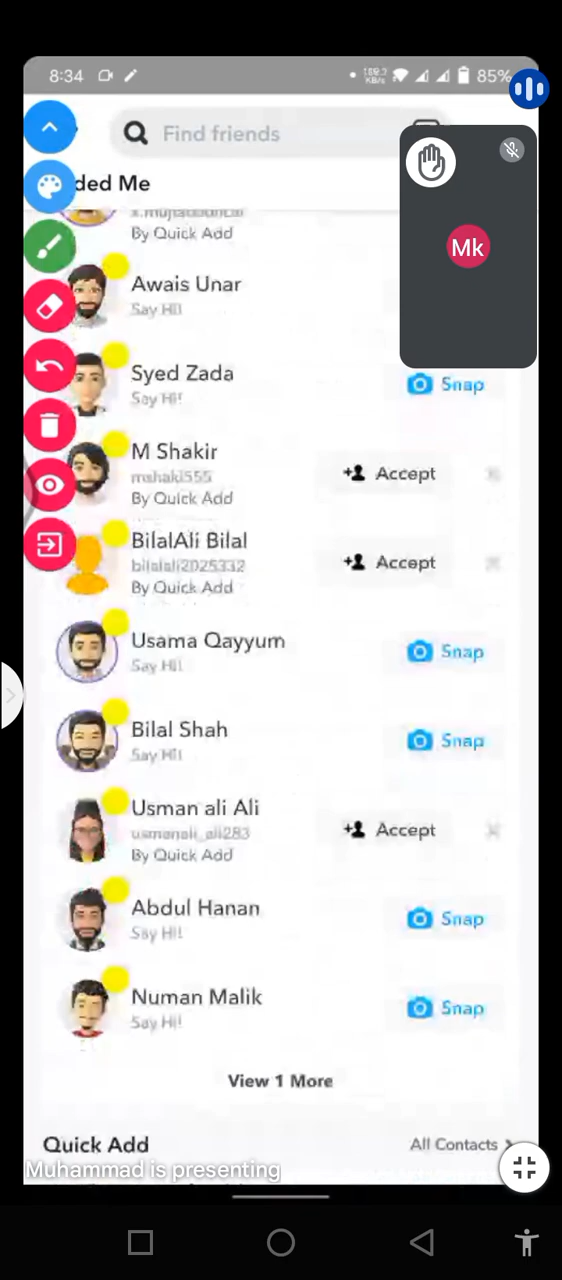 8:34
85%
Find friends
ded Me
By Quick Add
Awais Unar
Say Hi!
Mk
Syed Zada
Say Hi!
Snap
M Shakir
mshaki555
By Quick Add
Accept
BilalAli Bilal
bilalali2025332
By Quick Add
Accept
Usama Qayyum
Say Hi!
Snap
Bilal Shah
Say Hi!
Snap
Usman ali Ali
usmanali_ali283
By Quick Add
Accept
Abdul Hanan
Say Hi!
Snap
Numan Malik
Say Hi!
Snap
View 1 More
Quick Add
All Contacts
Muhammad is presenting